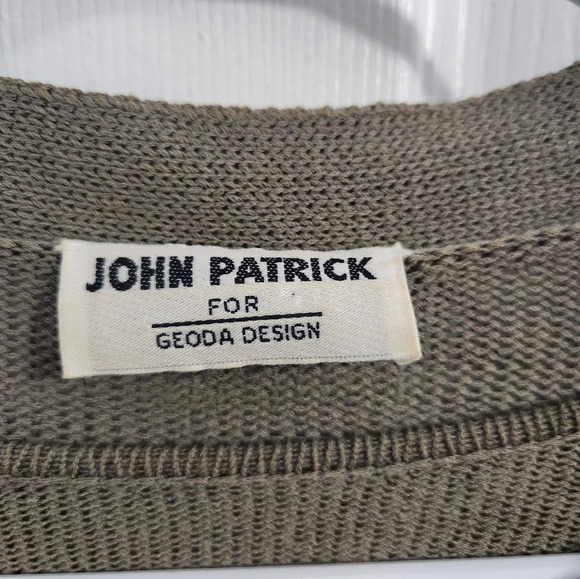 JOHN PATRICK
FOR
GEODA DESIGN